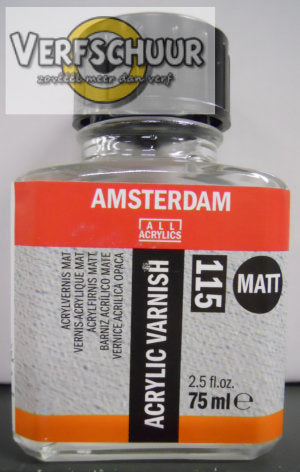 VERFSCHUUR
zoveel meer dan verf
AMSTERDAM
ALL
ACRYLICS
ACRYLVERNIS MAT
VERNIS-ACRYLIQUE MAT
ACRYLFIRNIS MATT
BARNIZ ACRÍLICO MATE
VERNICE ACRILICA OPACA
ACRYLIC VARNISH
115
MATT
2.5 fl.oz.
75 ml e